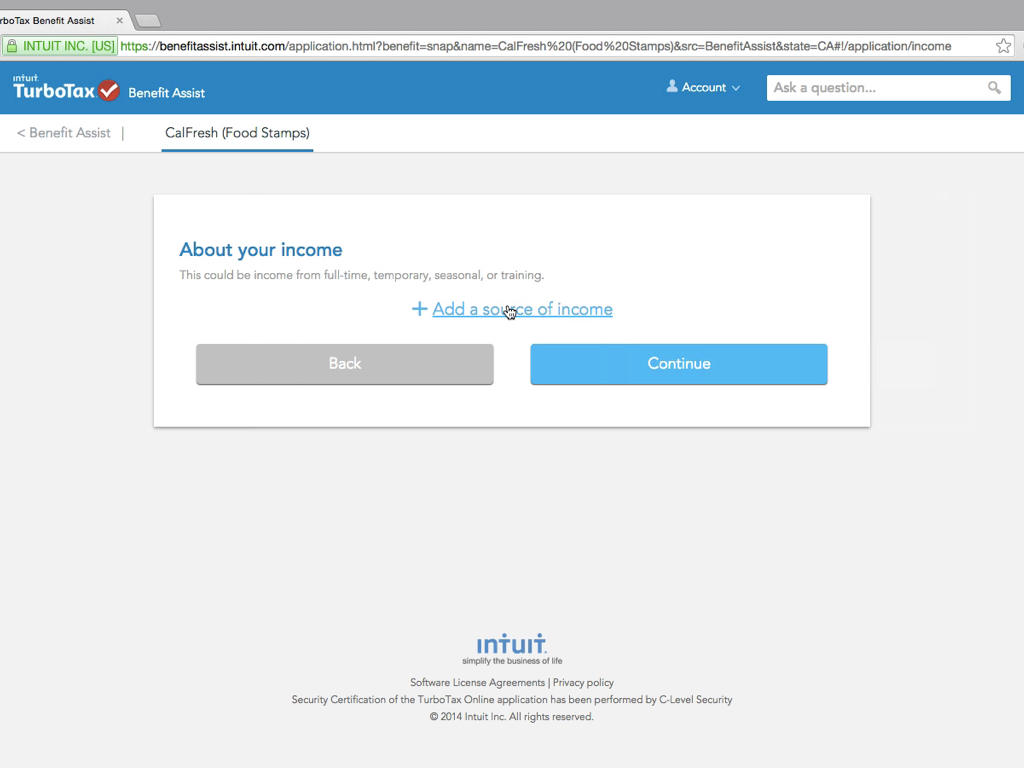 rboTax Benefit Assist
INTUIT INC. [US] https://benefitassist.intuit.com/application.html?benefit=snap&name=CalFresh%20(Food%20Stamps)&src=BenefitAssist&state=CA#!/application/income
intuit.
TurboTax. Benefit Assist
Account
Ask a question...
< Benefit Assist |
CalFresh (Food Stamps)
About your income
This could be income from full-time, temporary, seasonal, or training.
+ Add a source of income
Back
Continue
intuit.
simplify the business of life
Software License Agreements | Privacy policy
Security Certification of the TurboTax Online application has been performed by C-Level Security
© 2014 Intuit Inc. All rights reserved.